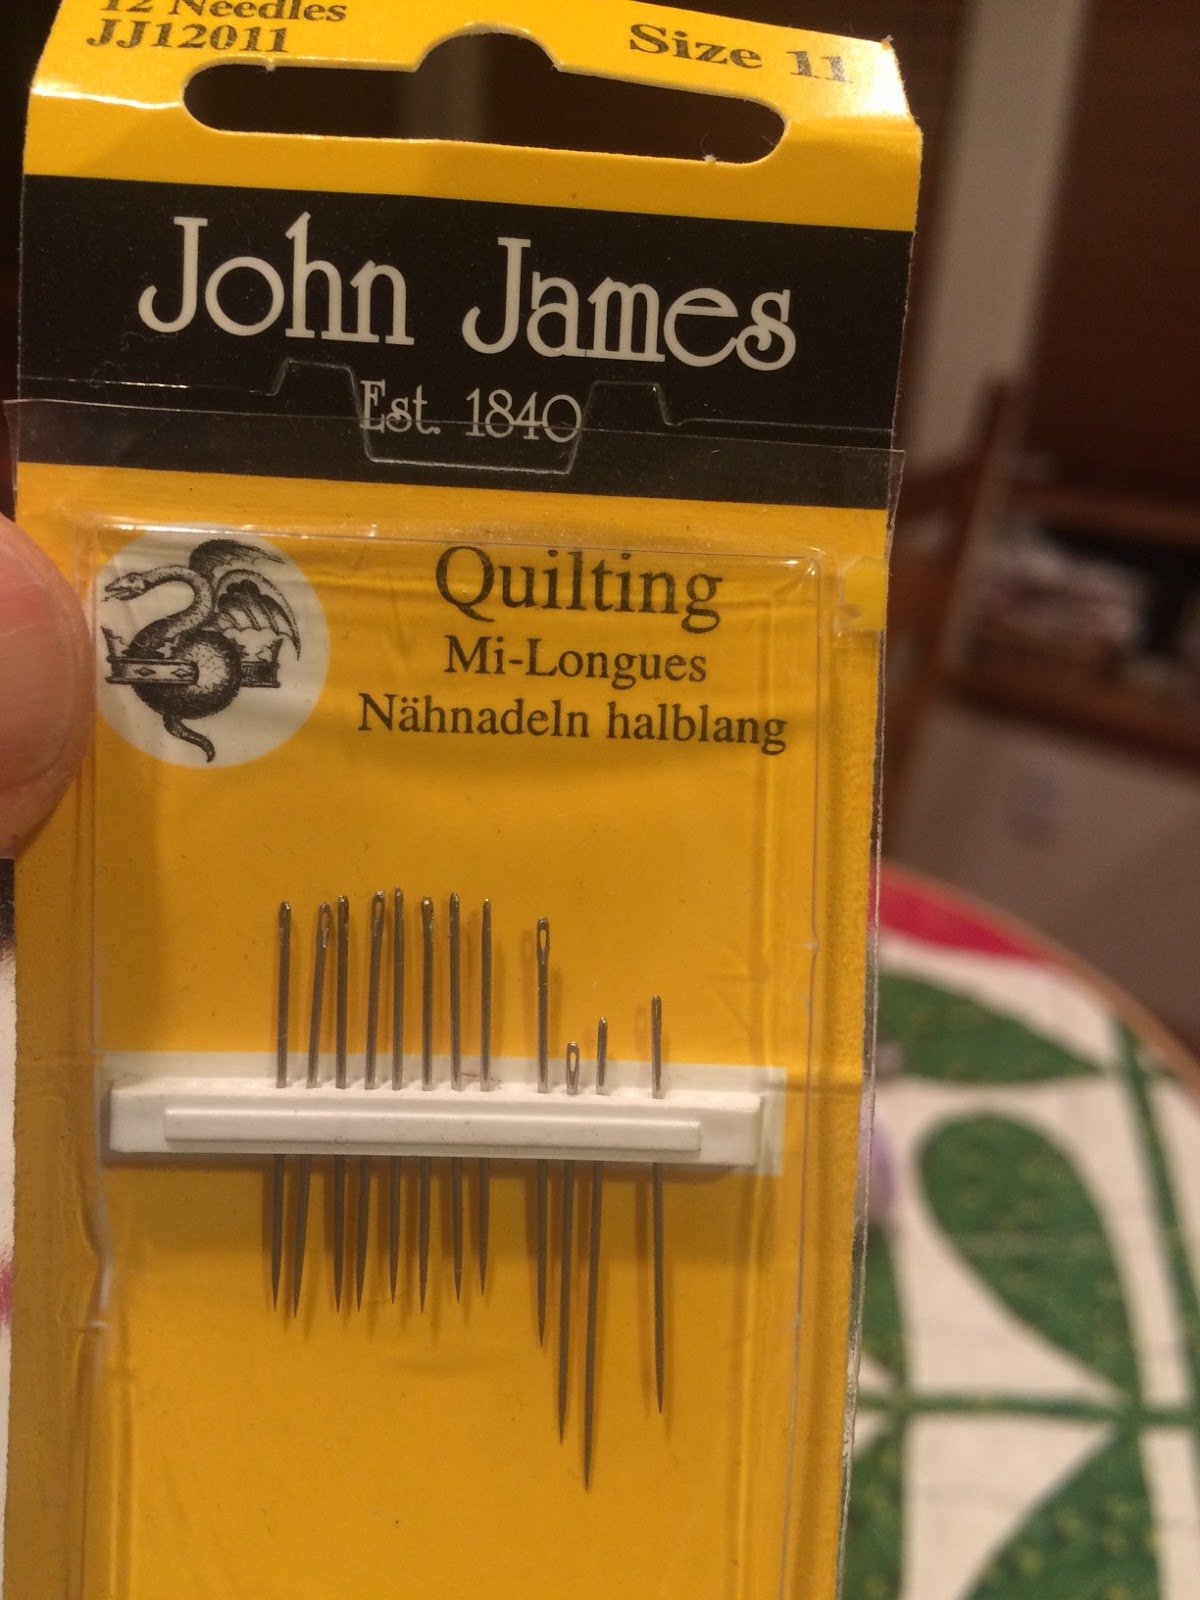 12 Needles
JJ12011
Size 11
John James
Est. 1840
Quilting
Mi-Longues
Nähnadeln halblang